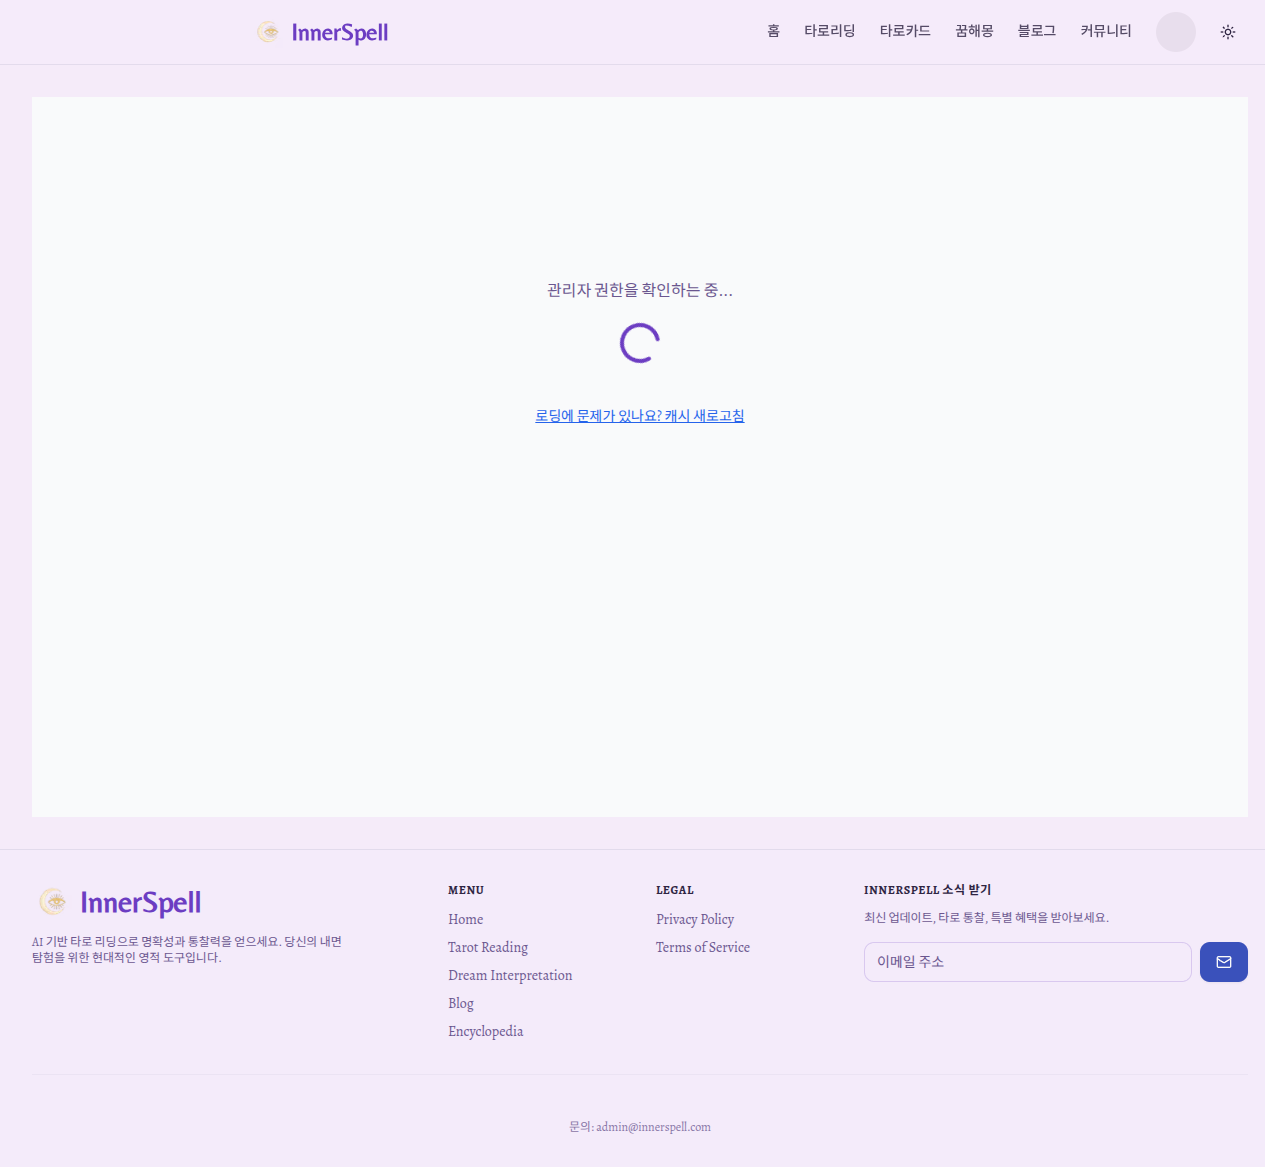 InnerSpell
홈 타로리딩 타로카드 꿈해몽 블로그 커뮤니티
관리자 권한을 확인하는 중...
로딩에 문제가 있나요? 캐시 새로고침
InnerSpell
AI 기반 타로 리딩으로 명확성과 통찰력을 얻으세요. 당신의 내면
탐험을 위한 현대적인 영적 도구입니다.
MENU
Home
Tarot Reading
Dream Interpretation
Blog
Encyclopedia
LEGAL
Privacy Policy
Terms of Service
INNERSPELL 소식 받기
최신 업데이트, 타로 통찰, 특별 혜택을 받아보세요.
이메일 주소
문의: admin@innerspell.com